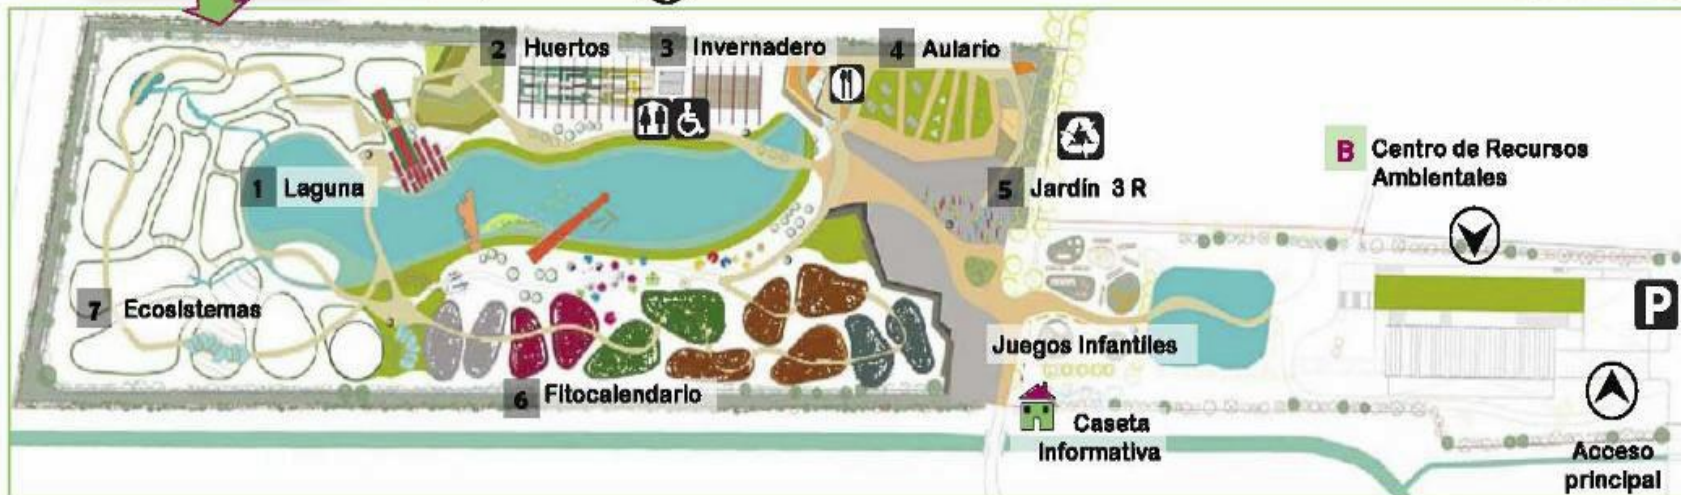 2 Huertos
3 Invernadero
4 Aulario
B Centro de Recursos
Ambientales
1 Laguna
5 Jardín 3 R
P
7 Ecosistemas
Juegos Infantiles
6 Fitocalendario
Caseta
Informativa
Acceso
principal